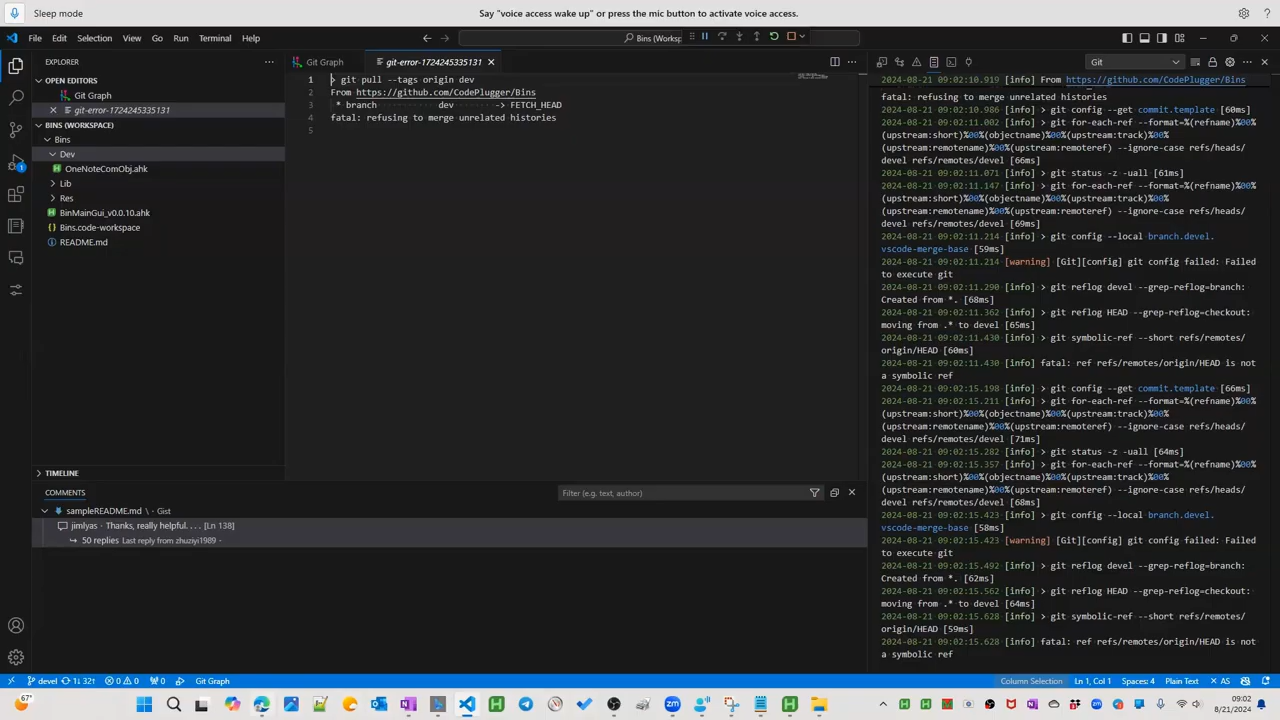 Sleep mode
Say "voice access wake up" or press the mic button to activate voice access.
File Edit Selection View Go Run Terminal Help
Bins (Worksp
EXPLORER
OPEN EDITORS
Git Graph
git-error-1724245335131
BINS (WORKSPACE)
Bins
Dev
OneNoteComObj.ahk
Lib
Res
BinMainGui_v0.0.10.ahk
Bins.code-workspace
README.md
TIMELINE
Git Graph
git-error-1724245335131
1 > git pull --tags origin dev
2 From https://github.com/CodePlugger/Bins
3 * branch dev -> FETCH_HEAD
4 fatal: refusing to merge unrelated histories
5
COMMENTS
Filter (e.g. text, author)
sampleREADME.md \ · Gist
jimlyas · Thanks, really helpful. . . . [Ln 138]
50 replies Last reply from zhuziyi1989 -
Git
2024-08-21 09:02:10.919 [info] From https://github.com/CodePlugger/Bins
fatal: refusing to merge unrelated histories
2024-08-21 09:02:10.986 [info] > git config --get commit.template [60ms]
2024-08-21 09:02:11.002 [info] > git for-each-ref --format=%(refname)%00%
(upstream:short)%00%(objectname)%00%(upstream:track)%00%
(upstream:remotename)%00%(upstream:remoteref) --ignore-case refs/heads/
devel refs/remotes/devel [66ms]
2024-08-21 09:02:11.071 [info] > git status -z -uall [61ms]
2024-08-21 09:02:11.147 [info] > git for-each-ref --format=%(refname)%00%
(upstream:short)%00%(objectname)%00%(upstream:track)%00%
(upstream:remotename)%00%(upstream:remoteref) --ignore-case refs/heads/
devel refs/remotes/devel [69ms]
2024-08-21 09:02:11.214 [info] > git config --local branch.devel.
vscode-merge-base [59ms]
2024-08-21 09:02:11.214 [warning] [Git][config] git config failed: Failed
to execute git
2024-08-21 09:02:11.290 [info] > git reflog devel --grep-reflog=branch:
Created from *. [68ms]
2024-08-21 09:02:11.362 [info] > git reflog HEAD --grep-reflog=checkout:
moving from .* to devel [65ms]
2024-08-21 09:02:11.430 [info] > git symbolic-ref --short refs/remotes/
origin/HEAD [60ms]
2024-08-21 09:02:11.430 [info] fatal: ref refs/remotes/origin/HEAD is not
a symbolic ref
2024-08-21 09:02:15.198 [info] > git config --get commit.template [66ms]
2024-08-21 09:02:15.211 [info] > git for-each-ref --format=%(refname)%00%
(upstream:short)%00%(objectname)%00%(upstream:track)%00%
(upstream:remotename)%00%(upstream:remoteref) --ignore-case refs/heads/
devel refs/remotes/devel [71ms]
2024-08-21 09:02:15.282 [info] > git status -z -uall [64ms]
2024-08-21 09:02:15.357 [info] > git for-each-ref --format=%(refname)%00%
(upstream:short)%00%(objectname)%00%(upstream:track)%00%
(upstream:remotename)%00%(upstream:remoteref) --ignore-case refs/heads/
devel refs/remotes/devel [68ms]
2024-08-21 09:02:15.423 [info] > git config --local branch.devel.
vscode-merge-base [58ms]
2024-08-21 09:02:15.423 [warning] [Git][config] git config failed: Failed
to execute git
2024-08-21 09:02:15.492 [info] > git reflog devel --grep-reflog=branch:
Created from *. [62ms]
2024-08-21 09:02:15.562 [info] > git reflog HEAD --grep-reflog=checkout:
moving from .* to devel [64ms]
2024-08-21 09:02:15.628 [info] > git symbolic-ref --short refs/remotes/
origin/HEAD [59ms]
2024-08-21 09:02:15.628 [info] fatal: ref refs/remotes/origin/HEAD is not
a symbolic ref
devel 1↓ 32↑ 0 0 0 Git Graph
Column Selection Ln 1, Col 1 Spaces: 4 Plain Text AS
67°
09:02
8/21/2024